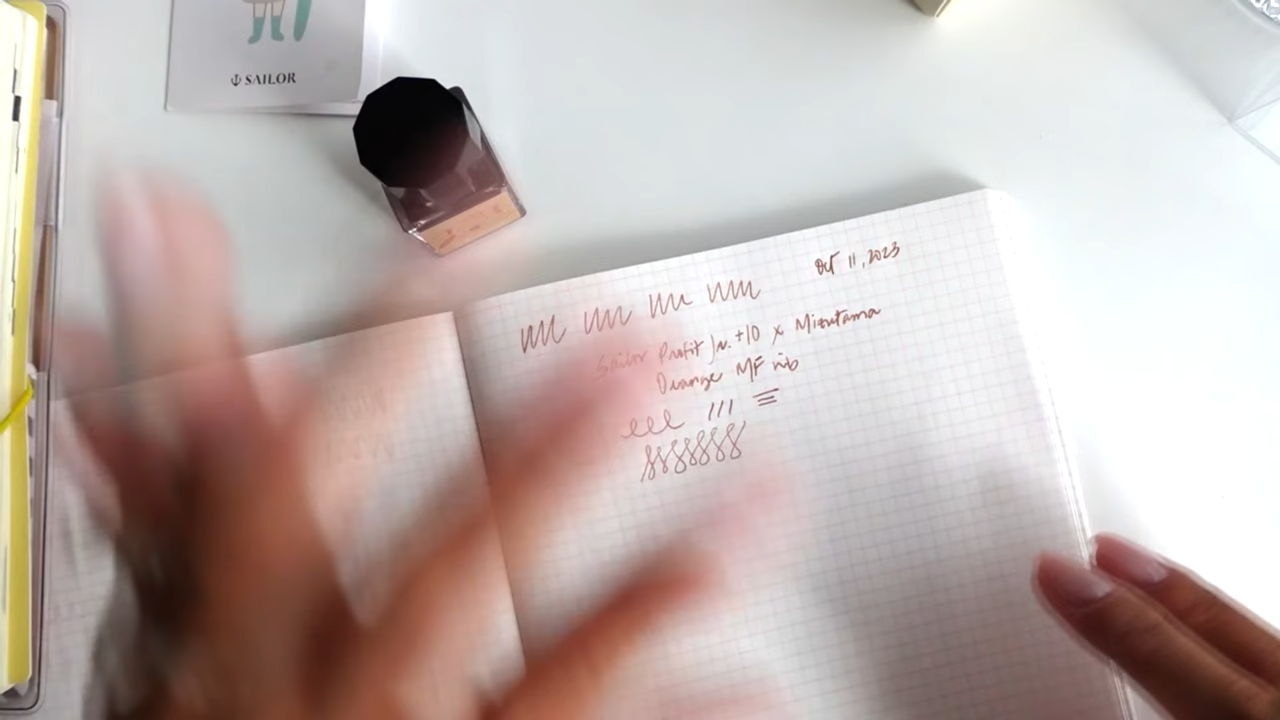 SAILOR
Oct 11, 2023
Sailor Profit Jr. +10 x Mizutama
Orange MF nib